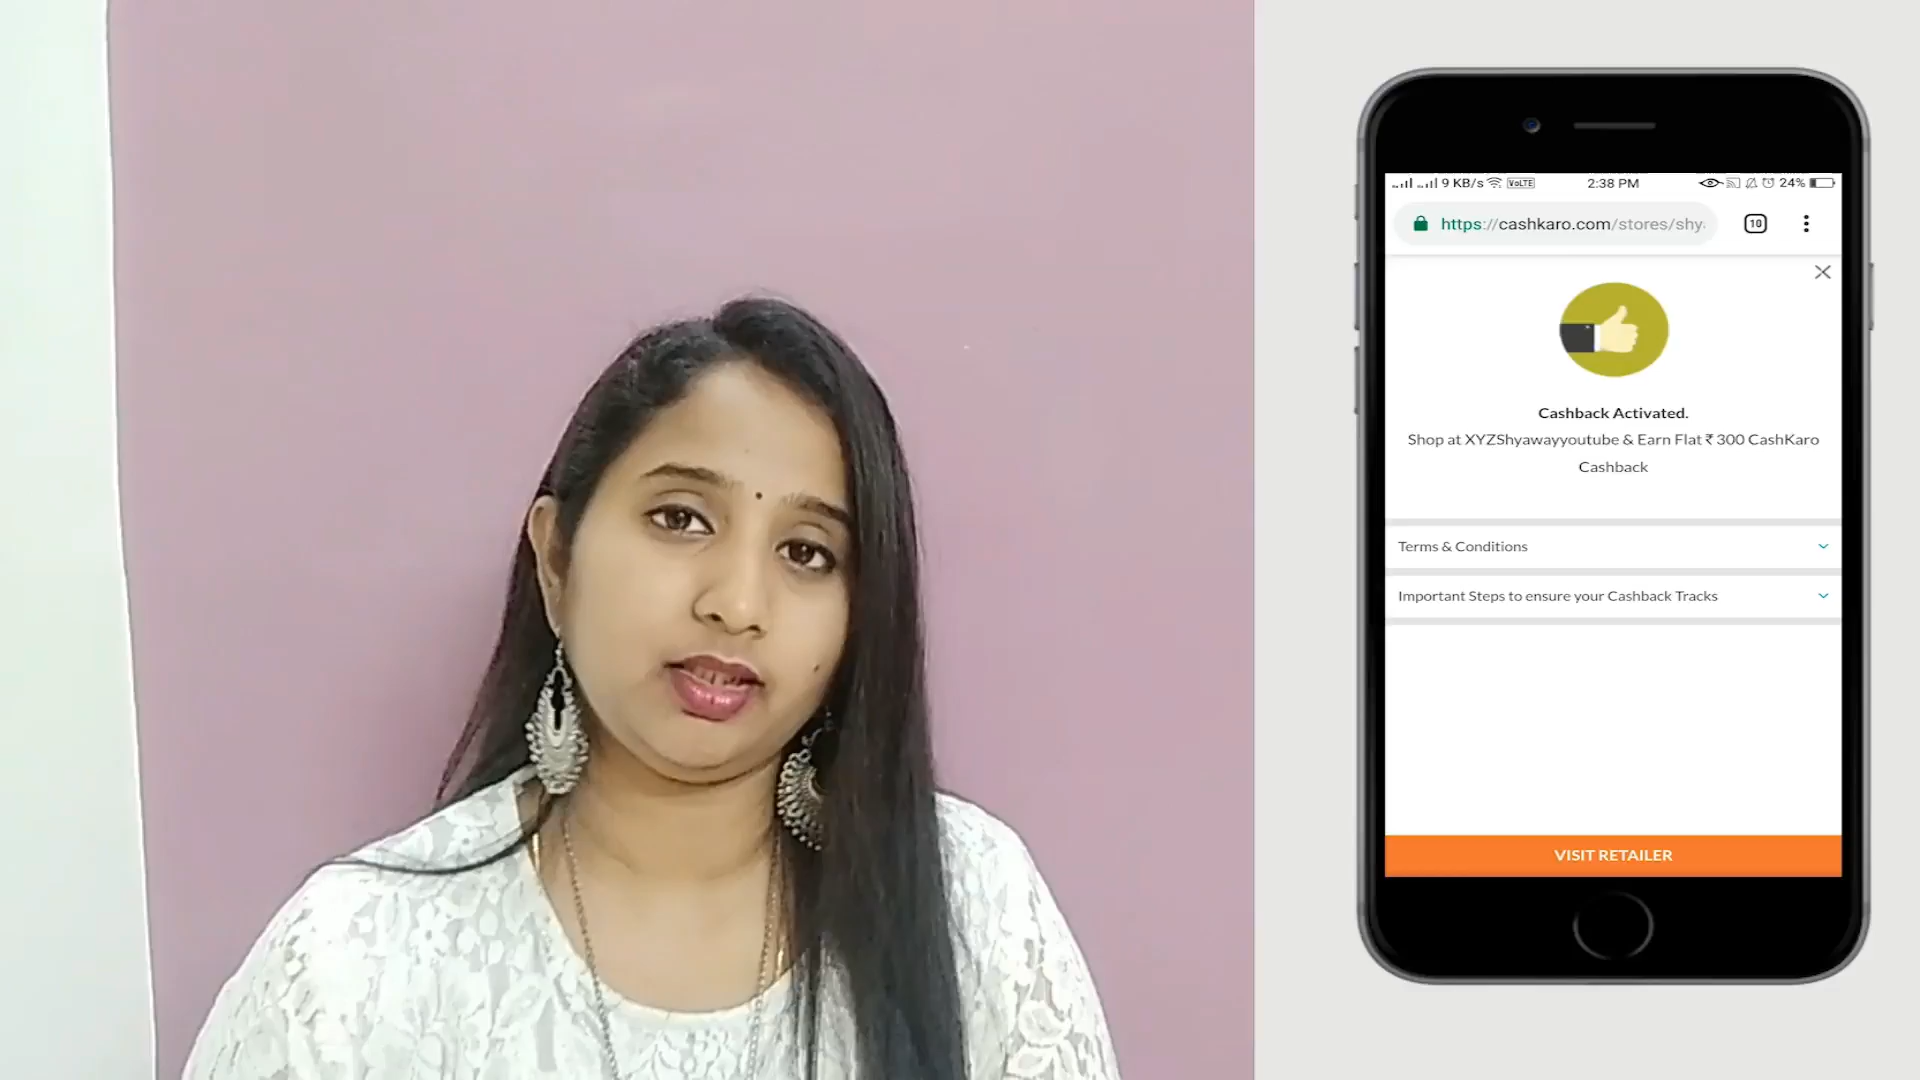 9 KB/s VoLTE 2:38 PM 24%
https://cashkaro.com/stores/shy
10
Cashback Activated.
Shop at XYZShyawayyoutube & Earn Flat ₹ 300 CashKaro
Cashback
Terms & Conditions
Important Steps to ensure your Cashback Tracks
VISIT RETAILER